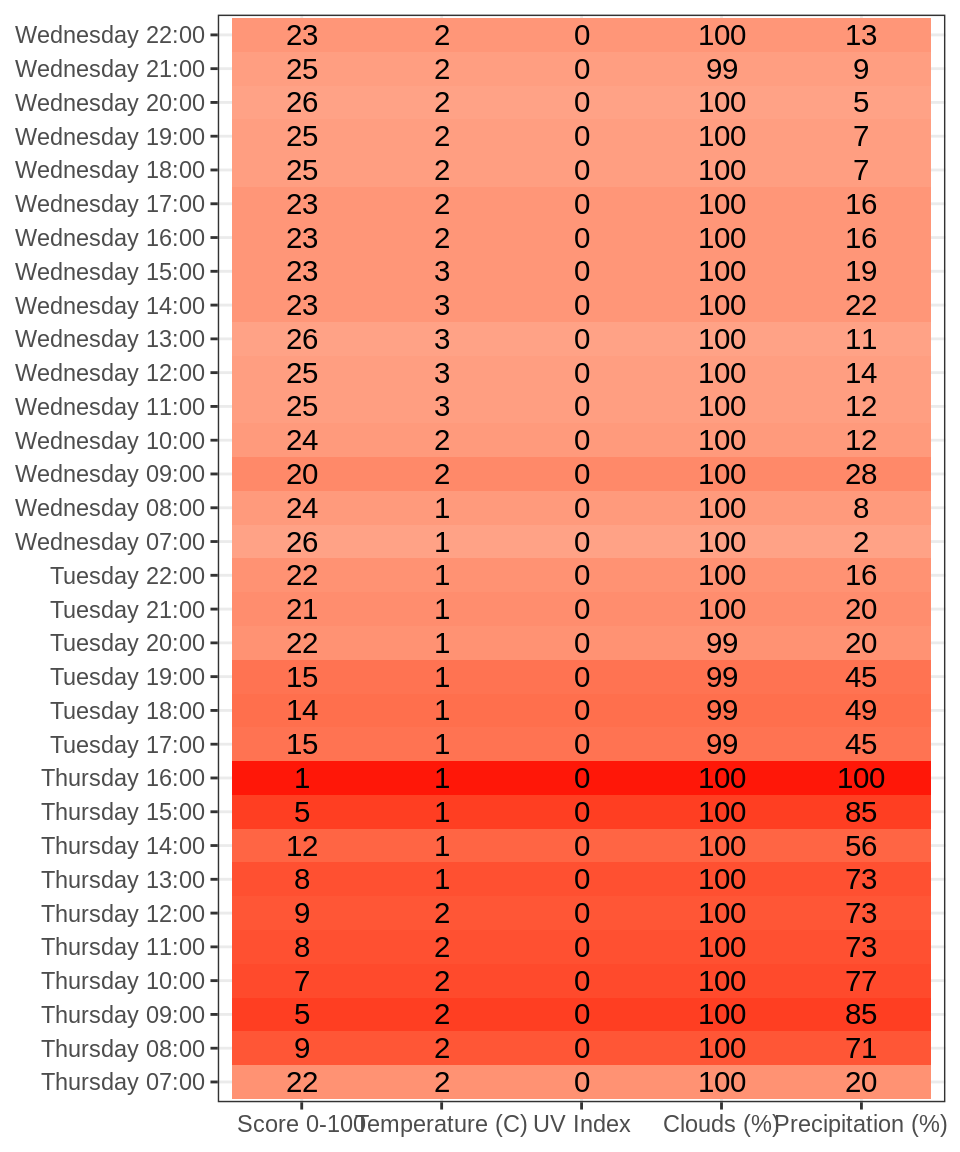 Wednesday 22:00 23 2 0 100 13
Wednesday 21:00 25 2 0 99 9
Wednesday 20:00 26 2 0 100 5
Wednesday 19:00 25 2 0 100 7
Wednesday 18:00 25 2 0 100 7
Wednesday 17:00 23 2 0 100 16
Wednesday 16:00 23 2 0 100 16
Wednesday 15:00 23 3 0 100 19
Wednesday 14:00 23 3 0 100 22
Wednesday 13:00 26 3 0 100 11
Wednesday 12:00 25 3 0 100 14
Wednesday 11:00 25 3 0 100 12
Wednesday 10:00 24 2 0 100 12
Wednesday 09:00 20 2 0 100 28
Wednesday 08:00 24 1 0 100 8
Wednesday 07:00 26 1 0 100 2
Tuesday 22:00 22 1 0 100 16
Tuesday 21:00 21 1 0 100 20
Tuesday 20:00 22 1 0 99 20
Tuesday 19:00 15 1 0 99 45
Tuesday 18:00 14 1 0 99 49
Tuesday 17:00 15 1 0 99 45
Thursday 16:00 1 1 0 100 100
Thursday 15:00 5 1 0 100 85
Thursday 14:00 12 1 0 100 56
Thursday 13:00 8 1 0 100 73
Thursday 12:00 9 2 0 100 73
Thursday 11:00 8 2 0 100 73
Thursday 10:00 7 2 0 100 77
Thursday 09:00 5 2 0 100 85
Thursday 08:00 9 2 0 100 71
Thursday 07:00 22 2 0 100 20
Score 0-100 Temperature (C) UV Index Clouds (%) Precipitation (%)